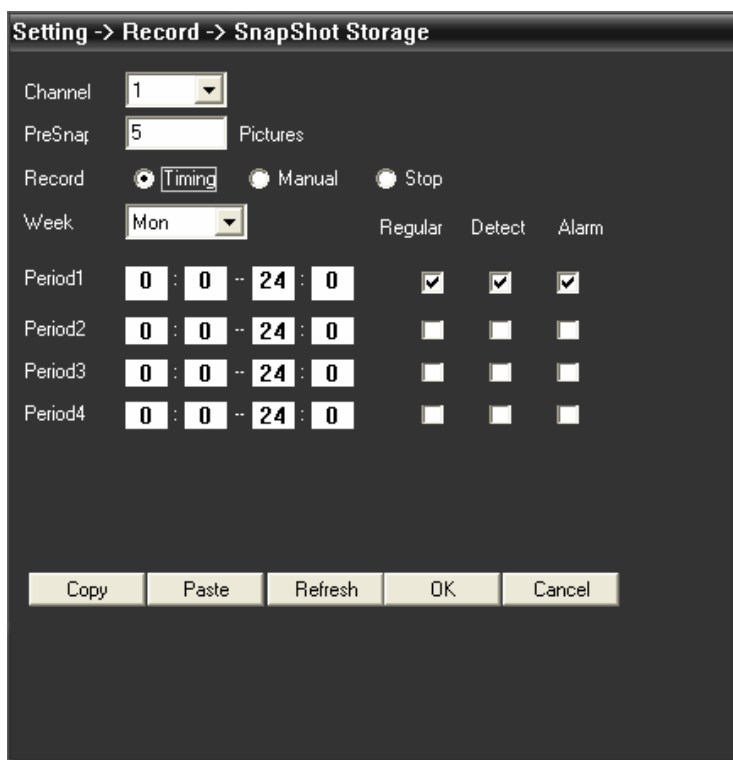 Setting -> Record -> SnapShot Storage
Channel 1
PreSnap 5 Pictures
Record Timing Manual Stop
Week Mon Regular Detect Alarm
Period1 0 : 0 -- 24 : 0
Period2 0 : 0 -- 24 : 0
Period3 0 : 0 -- 24 : 0
Period4 0 : 0 -- 24 : 0
Copy Paste Refresh OK Cancel